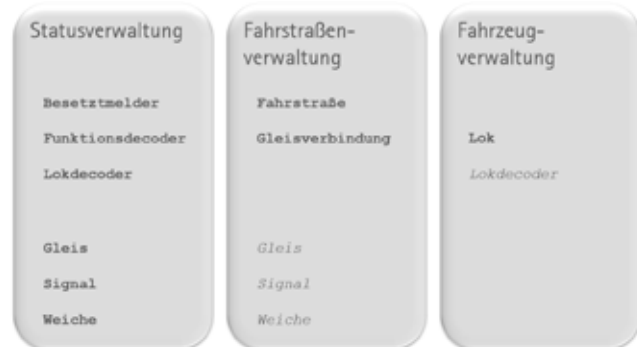 Statusverwaltung
Besetztmelder
Funktionsdecoder
Lokdecoder
Gleis
Signal
Weiche
Fahrstraßen-
verwaltung
Fahrstraße
Gleisverbindung
Gleis
Signal
Weiche
Fahrzeug-
verwaltung
Lok
Lokdecoder